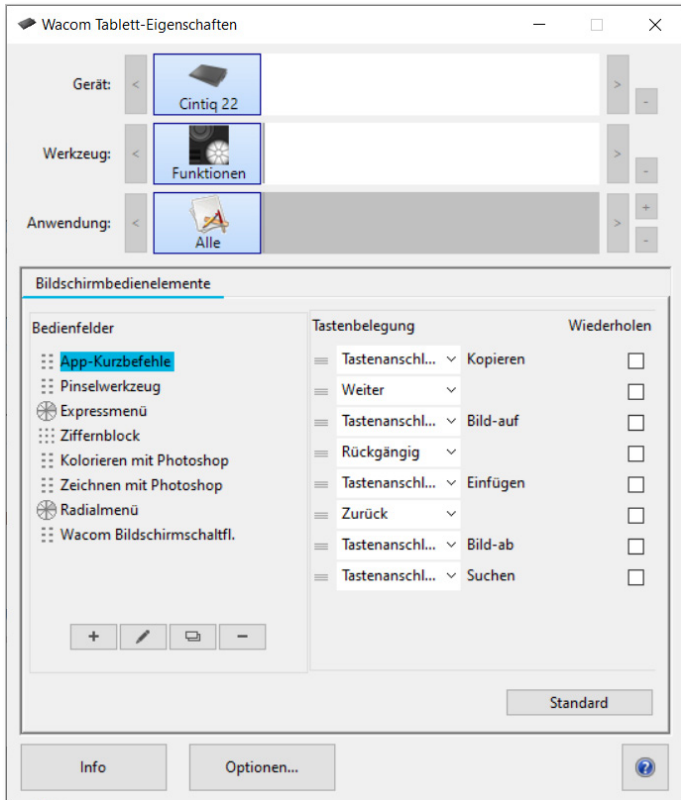 Wacom Tablett-Eigenschaften
Gerät:
<
Cintiq 22
>
-
Werkzeug:
<
Funktionen
>
-
Anwendung:
<
Alle
>
+
-
Bildschirmbedienelemente
Bedienfelder
App-Kurzbefehle
Pinselwerkzeug
Expressmenü
Ziffernblock
Kolorieren mit Photoshop
Zeichnen mit Photoshop
Radialmenü
Wacom Bildschirmschaltfl.
Tastenbelegung Wiederholen
Tastenanschl... Kopieren
Weiter
Tastenanschl... Bild-auf
Rückgängig
Tastenanschl... Einfügen
Zurück
Tastenanschl... Bild-ab
Tastenanschl... Suchen
Standard
Info
Optionen...
?